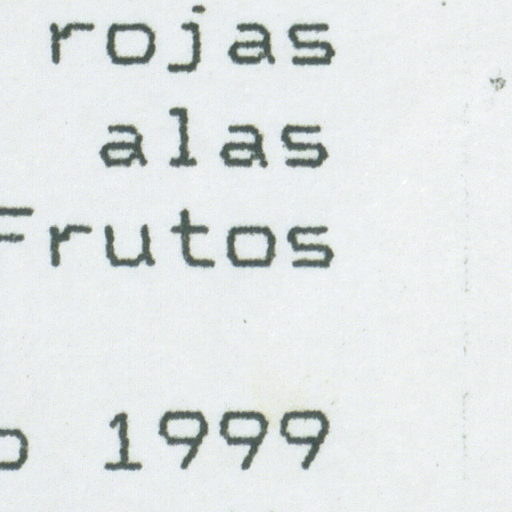 rojas
alas
Frutos
o 1999